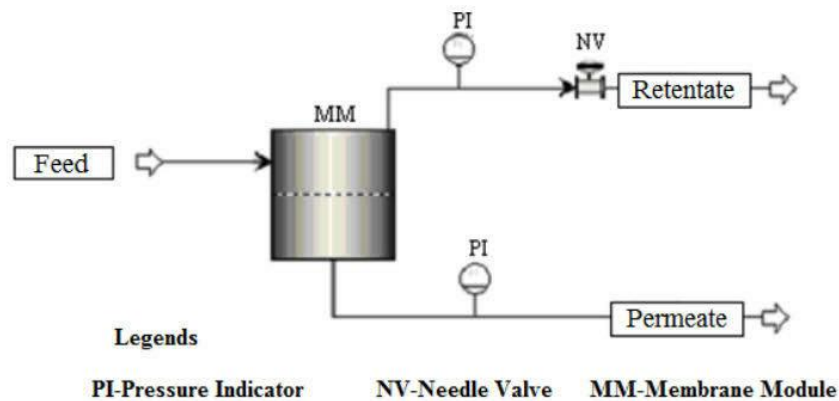 PI
NV
Retentate
MM
Feed
PI
Permeate
Legends
PI-Pressure Indicator NV-Needle Valve MM-Membrane Module